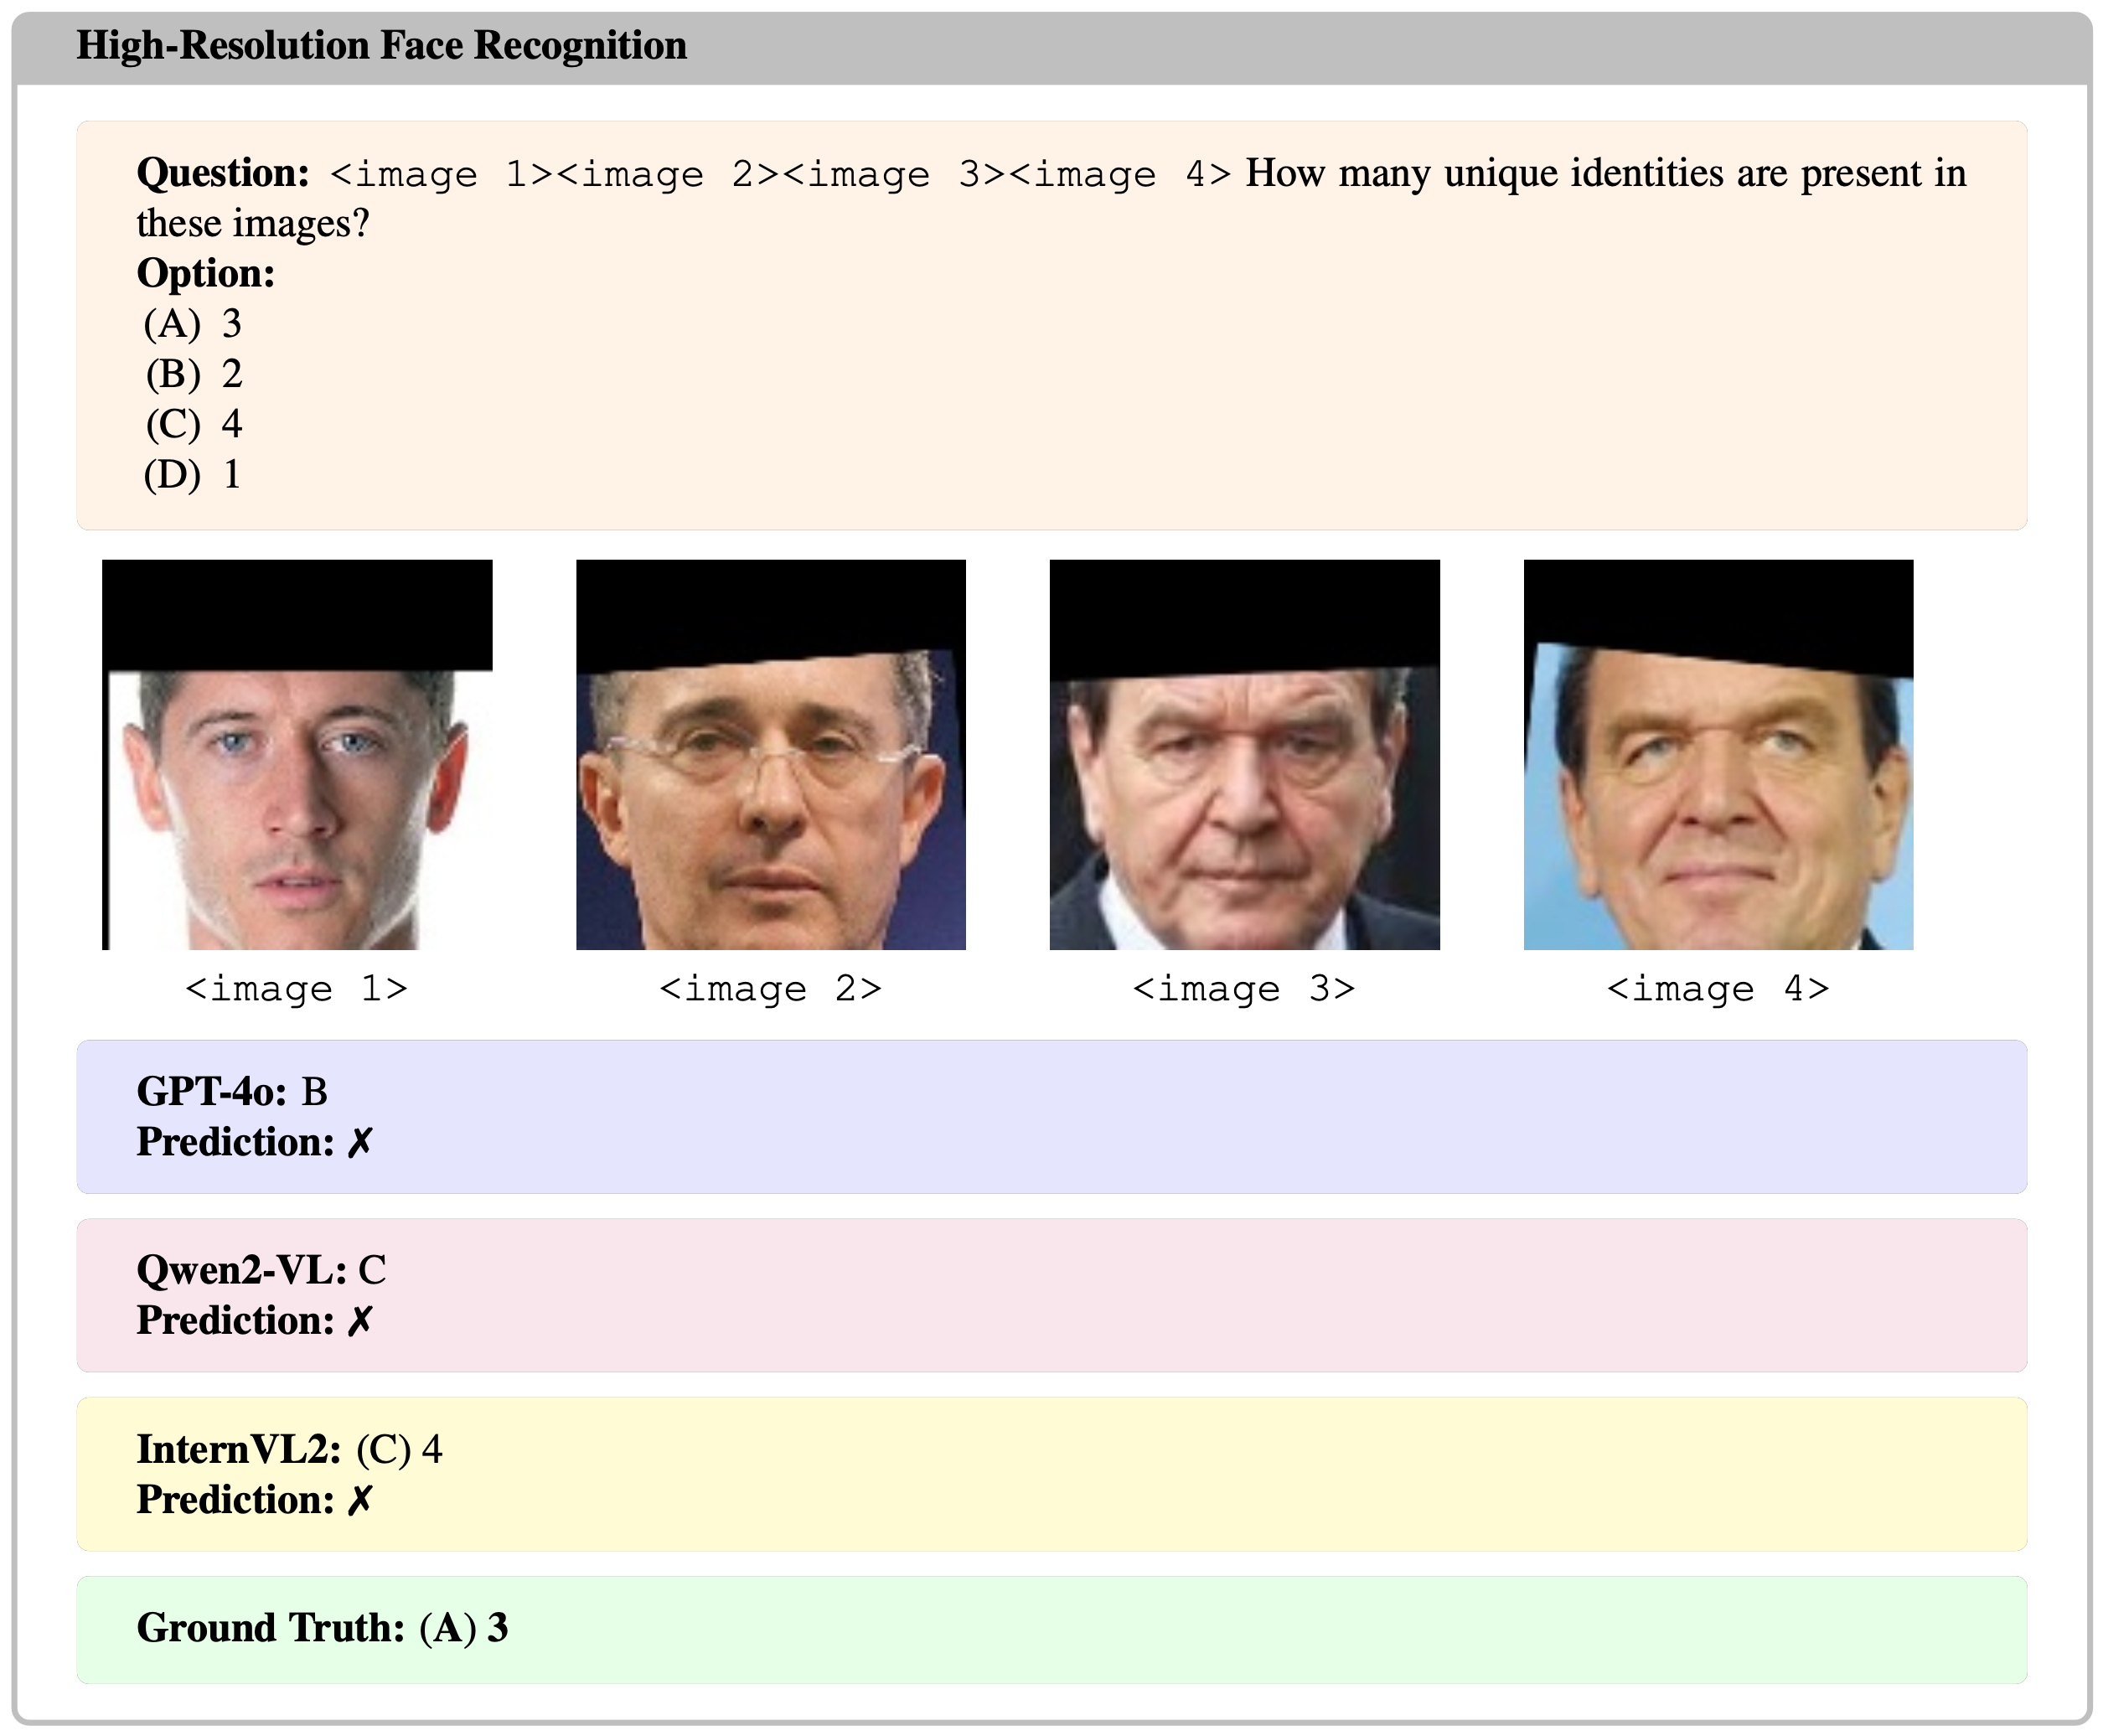 High-Resolution Face Recognition
Question: <image 1><image 2><image 3><image 4> How many unique identities are present in
these images?
Option:
(A) 3
(B) 2
(C) 4
(D) 1
<image 1> <image 2> <image 3> <image 4>
GPT-4o: B
Prediction: ✗
Qwen2-VL: C
Prediction: ✗
InternVL2: (C) 4
Prediction: ✗
Ground Truth: (A) 3